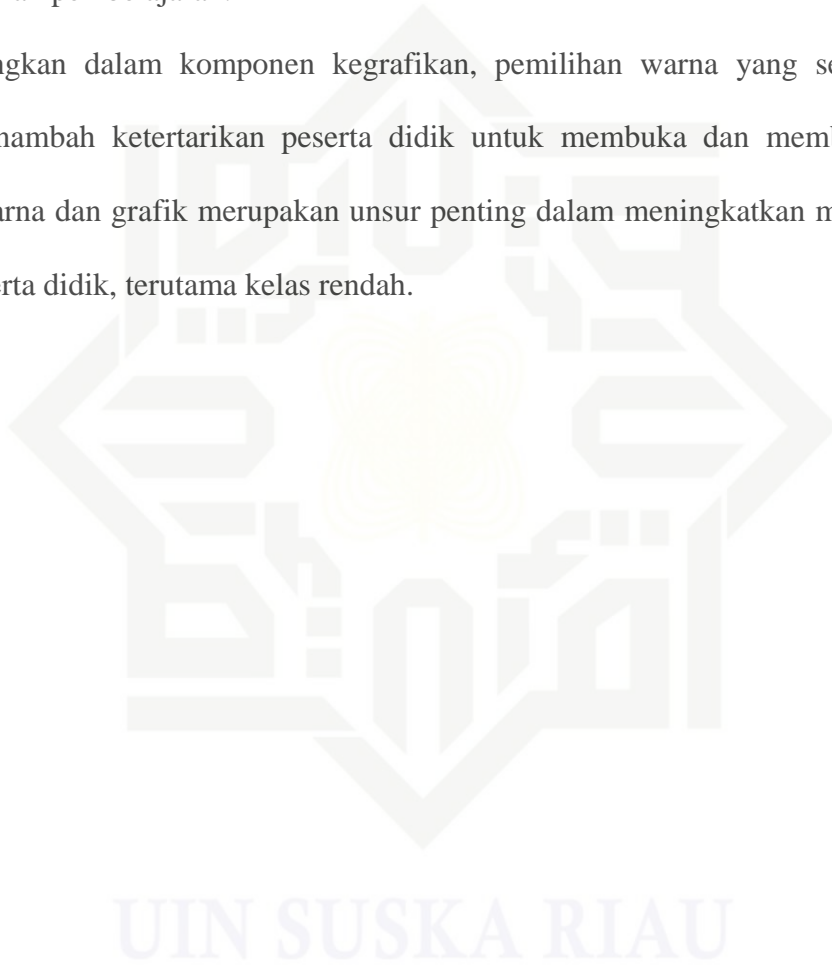 ngkan dalam komponen kegrafikan, pemilihan warna yang se
nambah ketertarikan peserta didik untuk membuka dan memb
arna dan grafik merupakan unsur penting dalam meningkatkan m
rta didik, terutama kelas rendah.
UIN SUSKA RIAU